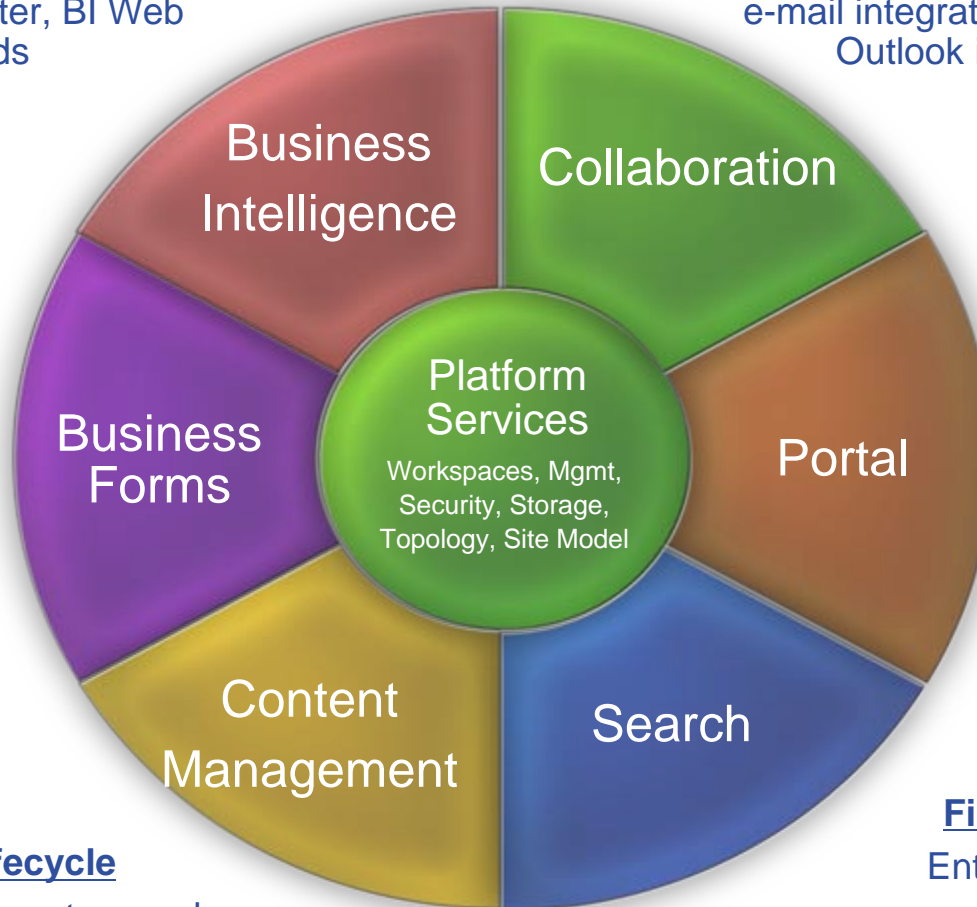 ter, BI Web
ds
e-mail integrat
Outlook i
Business
Intelligence
Collaboration
Platform
Services
Workspaces, Mgmt,
Security, Storage,
Topology, Site Model
Business
Forms
Portal
Content
Management
Search
fecycle
Fi
Ent